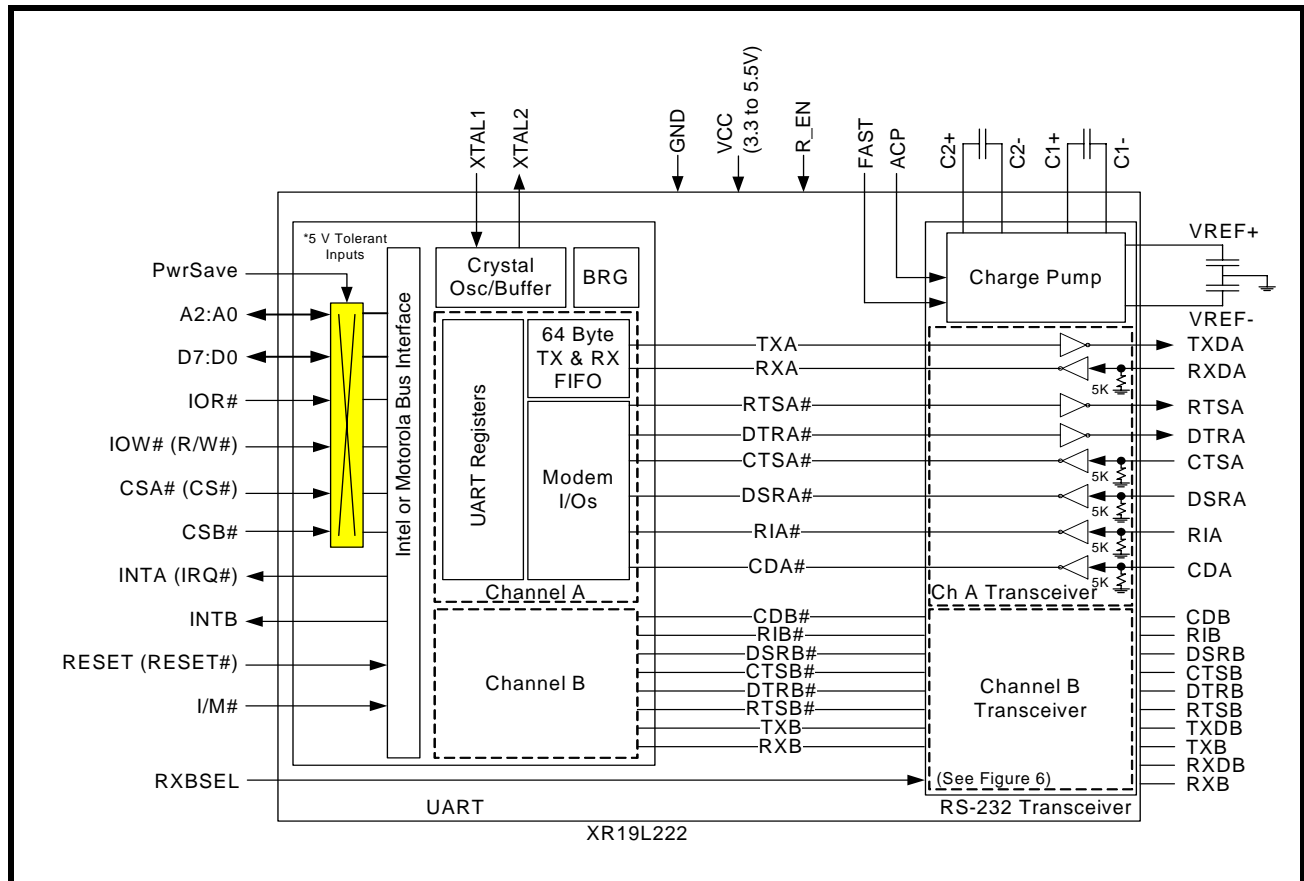 XTAL1
XTAL2
GND
VCC
(3.3 to 5.5V)
R_EN
FAST
ACP
C2+
C2-
C1+
C1-
*5 V Tolerant
Inputs
PwrSave
A2:A0
D7:D0
IOR#
IOW# (R/W#)
CSA# (CS#)
CSB#
INTA (IRQ#)
INTB
RESET (RESET#)
I/M#
RXBSEL
Intel or Motorola Bus Interface
Crystal
Osc/Buffer
BRG
UART Registers
64 Byte
TX & RX
FIFO
Modem
I/Os
Channel A
Channel B
UART
TXA
RXA
RTSA#
DTRA#
CTSA#
DSRA#
RIA#
CDA#
CDB#
RIB#
DSRB#
CTSB#
DTRB#
RTSB#
TXB
RXB
Charge Pump
5K
5K
5K
5K
5K
Ch A Transceiver
Channel B
Transceiver
(See Figure 6)
RS-232 Transceiver
VREF+
VREF-
TXDA
RXDA
RTSA
DTRA
CTSA
DSRA
RIA
CDA
CDB
RIB
DSRB
CTSB
DTRB
RTSB
TXDB
TXB
RXDB
RXB
XR19L222